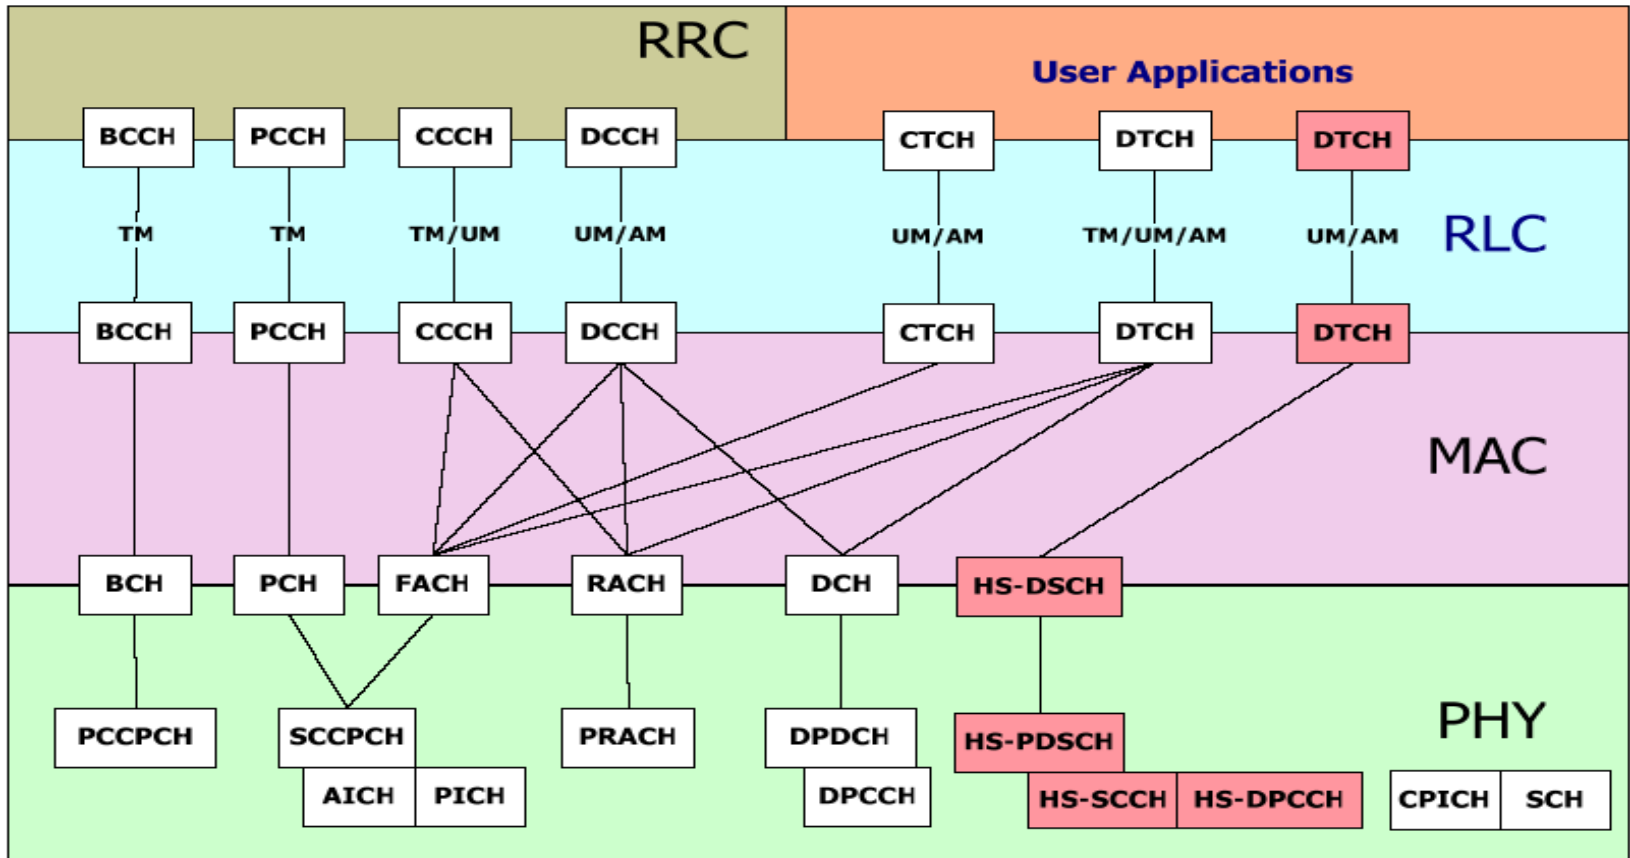 RRC
User Applications
BCCH PCCH CCCH DCCH CTCH DTCH DTCH
TM TM TM/UM UM/AM UM/AM TM/UM/AM UM/AM RLC
BCCH PCCH CCCH DCCH CTCH DTCH DTCH
MAC
BCH PCH FACH RACH DCH HS-DSCH
PHY
PCCPCH SCCPCH PRACH DPDCH HS-PDSCH
AICH PICH DPCCH HS-SCCH HS-DPCCH CPICH SCH